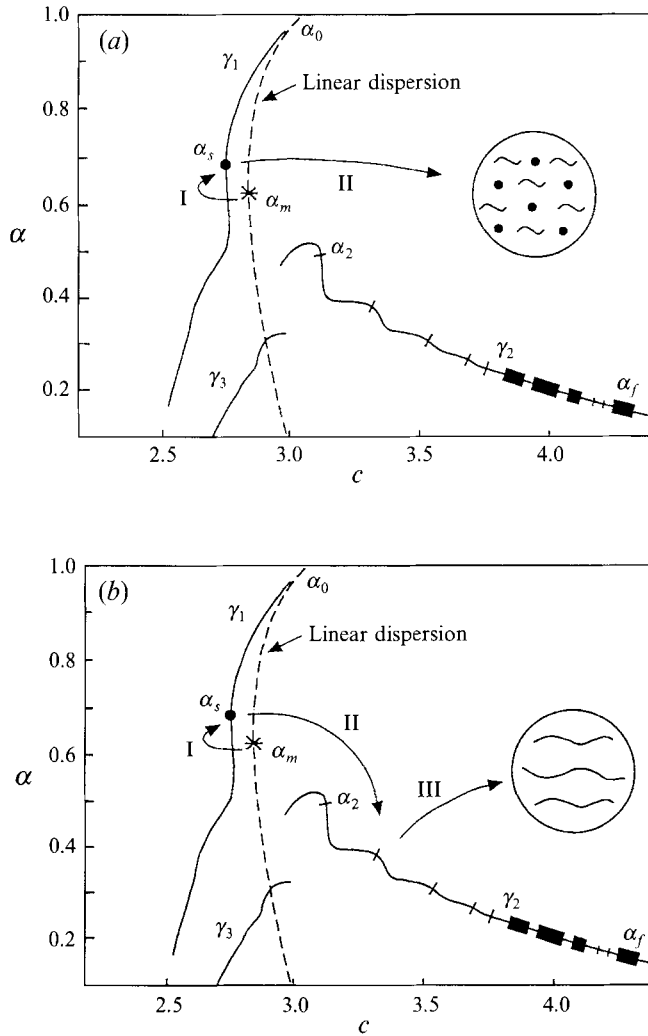 (a)
α₀
γ₁
Linear dispersion
αₛ
I
II
αₘ
α₂
γ₂
γ₃
α_f
α
1.0
0.8
0.6
0.4
0.2
2.5 3.0 3.5 4.0
c
(b)
α₀
γ₁
Linear dispersion
αₛ
II
I
αₘ
III
α₂
γ₂
γ₃
α_f
α
1.0
0.8
0.6
0.4
0.2
2.5 3.0 3.5 4.0
c